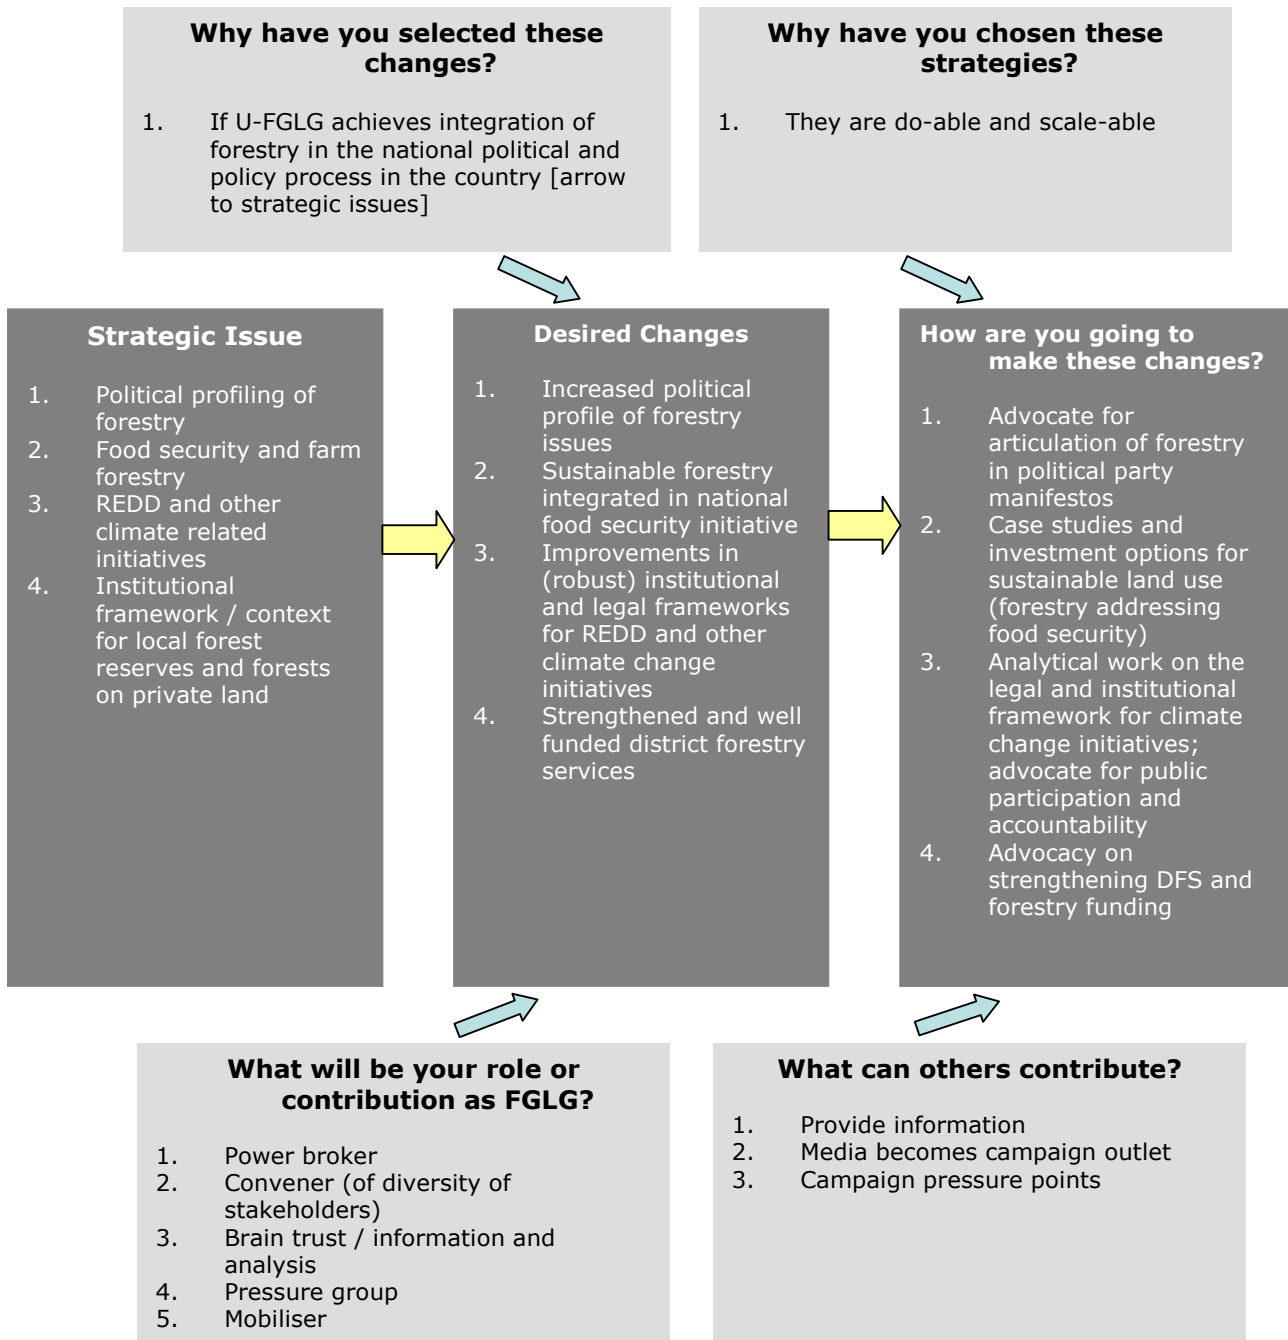 Why have you selected these
changes?
1. If U-FGLG achieves integration of
forestry in the national political and
policy process in the country [arrow
to strategic issues]
Why have you chosen these
strategies?
1. They are do-able and scale-able
Strategic Issue
1. Political profiling of
forestry
2. Food security and farm
forestry
3. REDD and other
climate related
initiatives
4. Institutional
framework / context
for local forest
reserves and forests
on private land
Desired Changes
1. Increased political
profile of forestry
issues
2. Sustainable forestry
integrated in national
food security initiative
3. Improvements in
(robust) institutional
and legal frameworks
for REDD and other
climate change
initiatives
4. Strengthened and well
funded district forestry
services
How are you going to
make these changes?
1. Advocate for
articulation of forestry
in political party
manifestos
2. Case studies and
investment options for
sustainable land use
(forestry addressing
food security)
3. Analytical work on the
legal and institutional
framework for climate
change initiatives;
advocate for public
participation and
accountability
4. Advocacy on
strengthening DFS and
forestry funding
What will be your role or
contribution as FGLG?
1. Power broker
2. Convener (of diversity of
stakeholders)
3. Brain trust / information and
analysis
4. Pressure group
5. Mobiliser
What can others contribute?
1. Provide information
2. Media becomes campaign outlet
3. Campaign pressure points